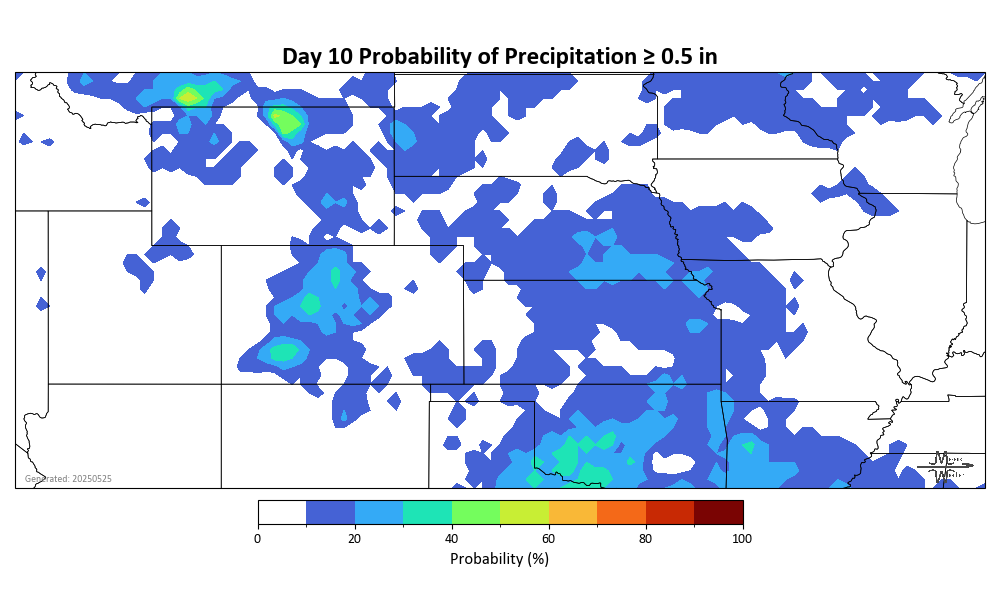 Day 10 Probability of Precipitation ≥ 0.5 in
Generated: 20250525
0 20 40 60 80 100
Probability (%)